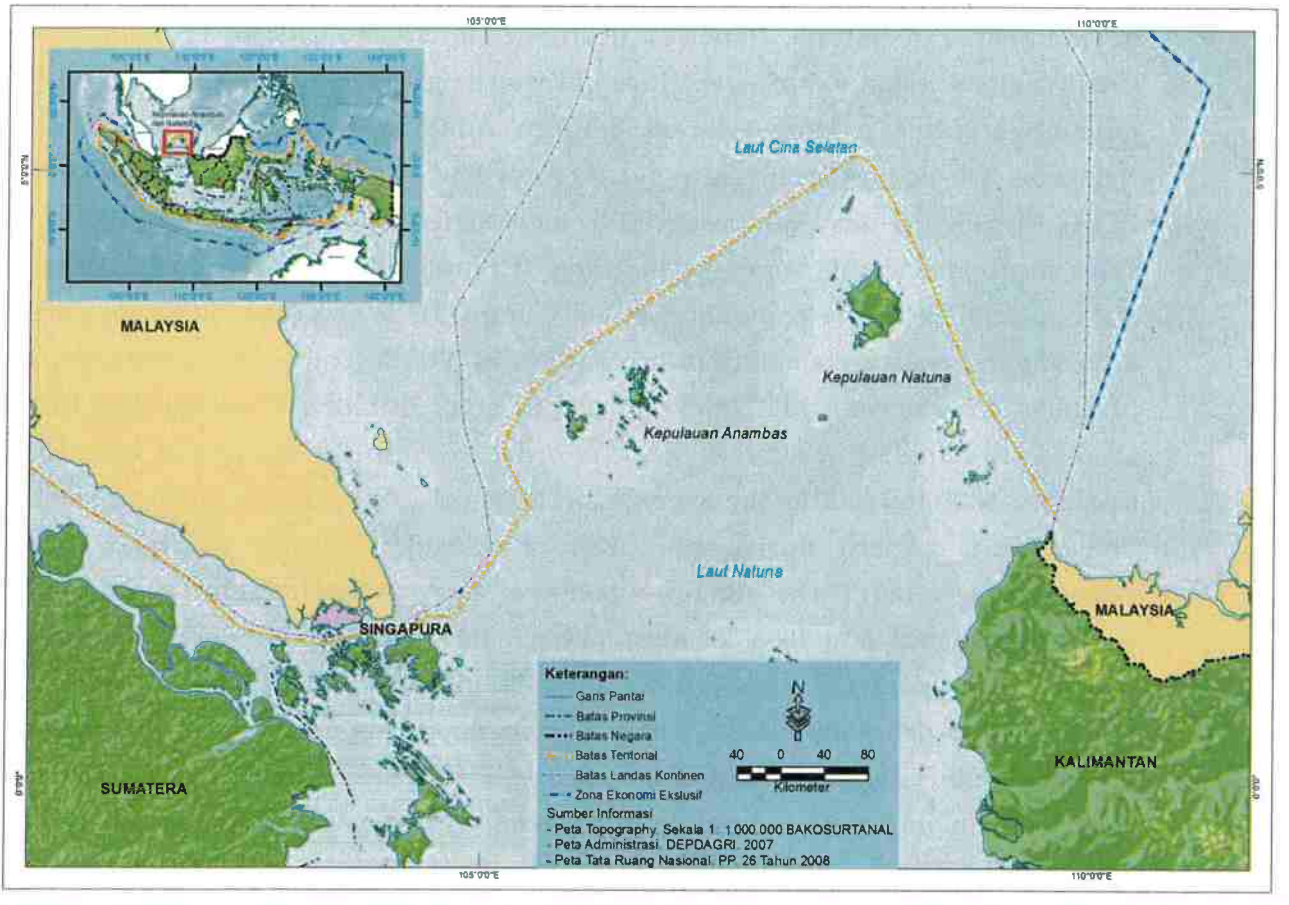 105°0'0"E
110°0'0"E
Laut Cina Selatan
MALAYSIA
Kepulauan Natuna
Kepulauan Anambas
Laut Natuna
SINGAPURA
MALAYSIA
SUMATERA
KALIMANTAN
Keterangan:
Garis Pantai
Batas Provinsi
Batas Negara
Batas Teritorial
Batas Landas Kontinen
Zona Ekonomi Ekslusif
N
40 0 40 80
Kilometer
Sumber Informasi
- Peta Topography, Sekala 1: 1.000.000 BAKOSURTANAL
- Peta Administrasi, DEPDAGRI, 2007
- Peta Tata Ruang Nasional, PP. 26 Tahun 2008
105°0'0"E
110°0'0"E